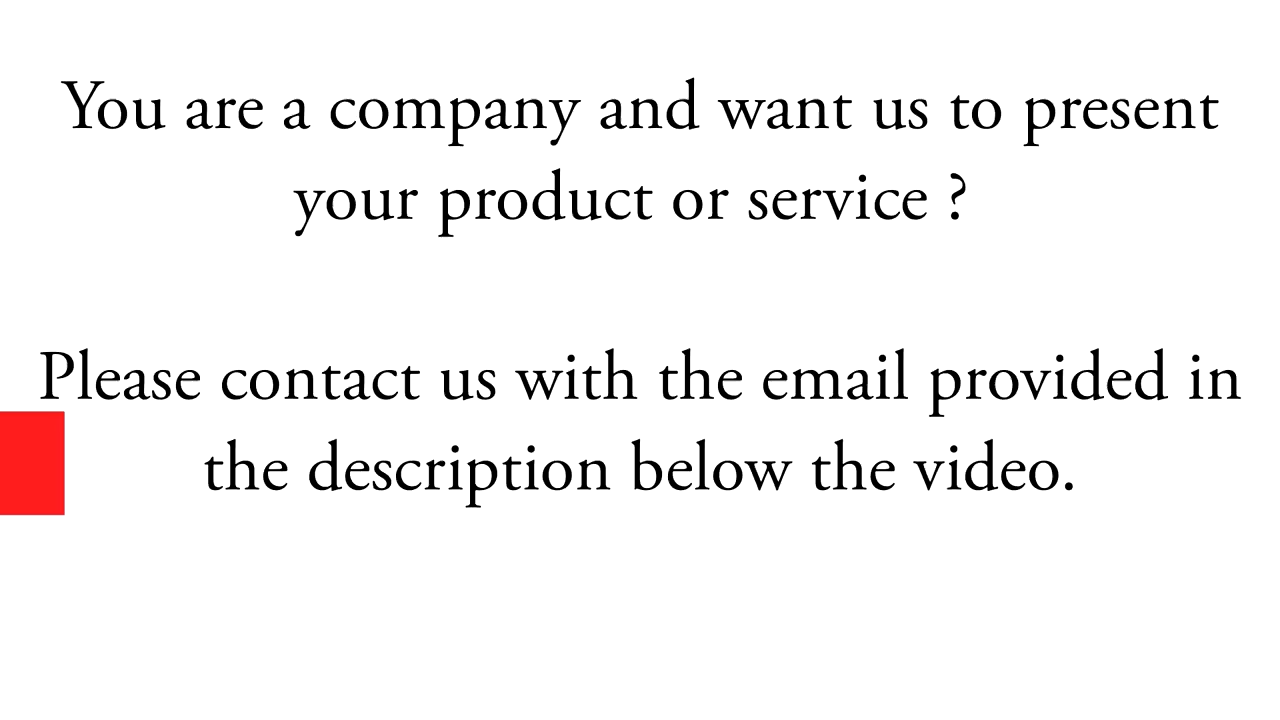 You are a company and want us to present
your product or service ?
Please contact us with the email provided in
the description below the video.